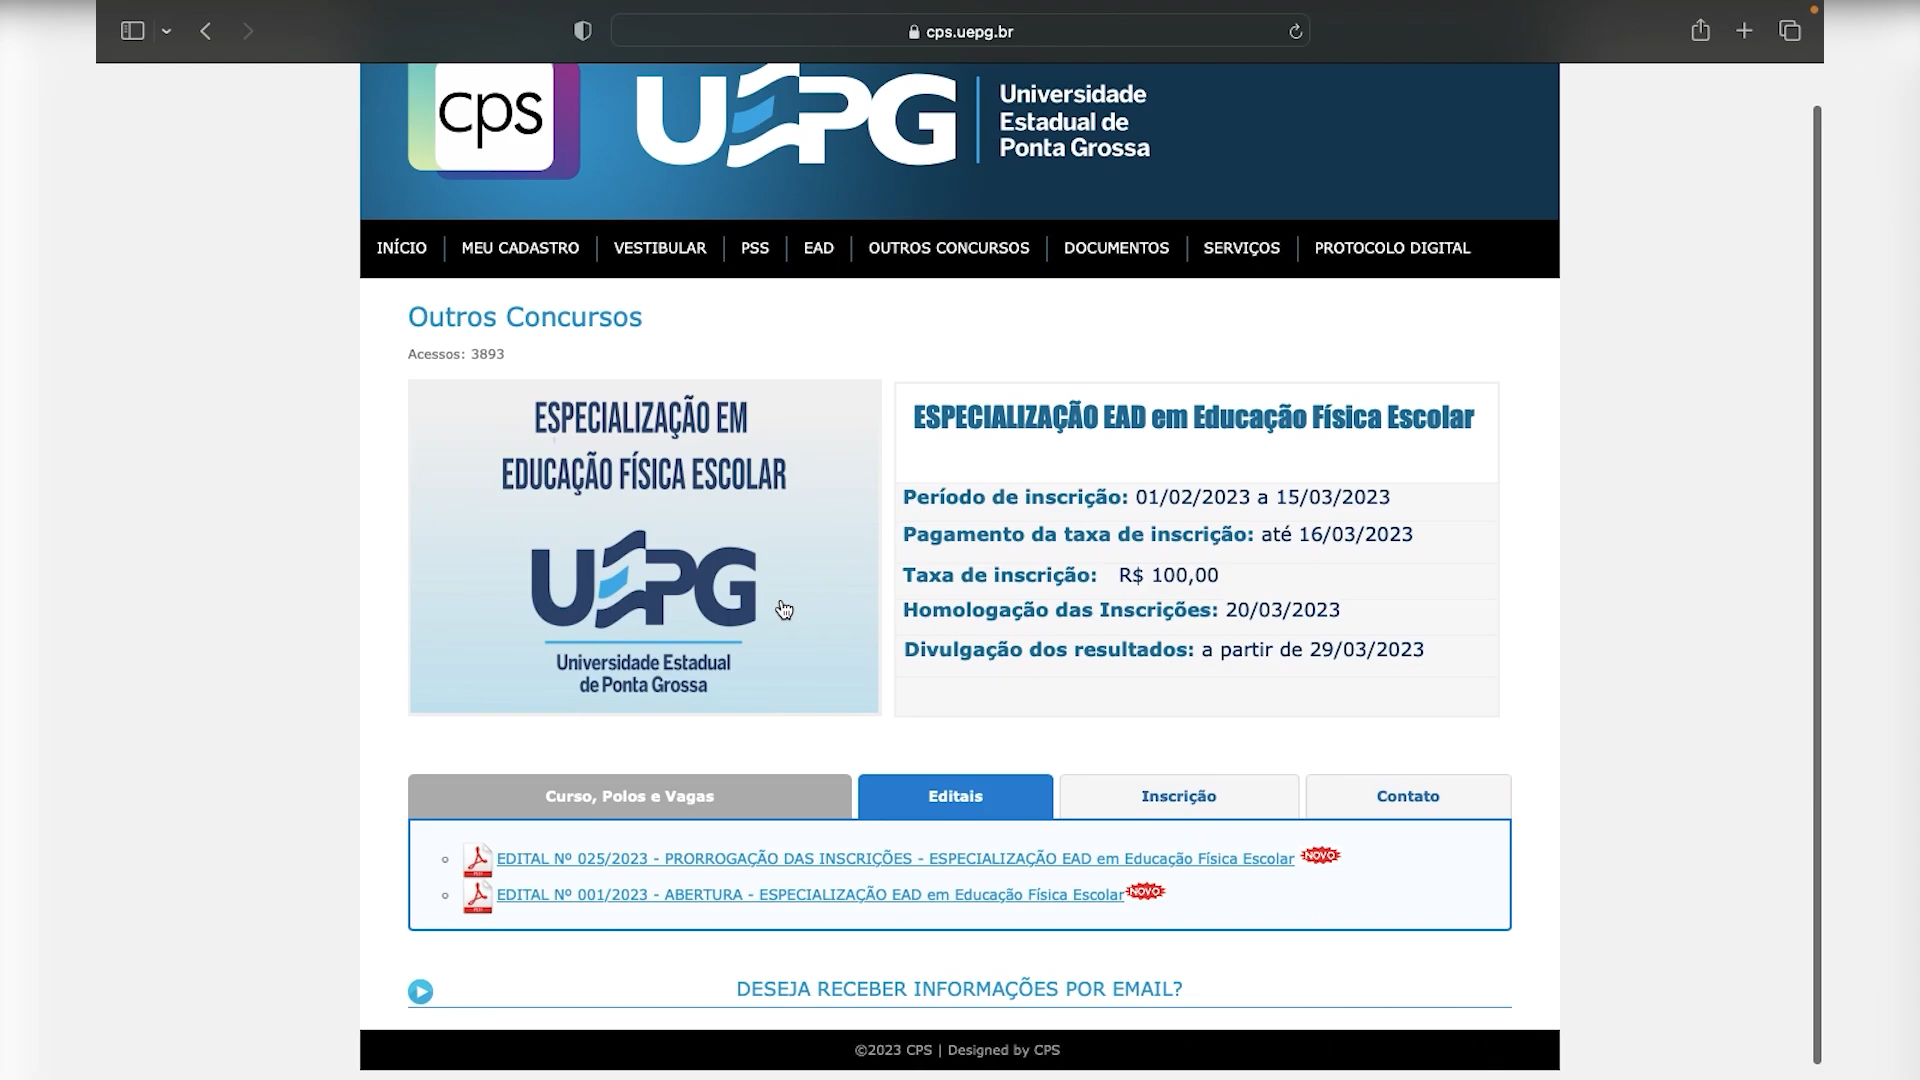 cps.uepg.br
cps
UEPG
Universidade
Estadual de
Ponta Grossa
INÍCIO
MEU CADASTRO
VESTIBULAR
PSS
EAD
OUTROS CONCURSOS
DOCUMENTOS
SERVIÇOS
PROTOCOLO DIGITAL
Outros Concursos
Acessos: 3893
ESPECIALIZAÇÃO EM
EDUCAÇÃO FÍSICA ESCOLAR
UEPG
Universidade Estadual
de Ponta Grossa
ESPECIALIZAÇÃO EAD em Educação Física Escolar
Período de inscrição: 01/02/2023 a 15/03/2023
Pagamento da taxa de inscrição: até 16/03/2023
Taxa de inscrição: R$ 100,00
Homologação das Inscrições: 20/03/2023
Divulgação dos resultados: a partir de 29/03/2023
Curso, Polos e Vagas
Editais
Inscrição
Contato
EDITAL Nº 025/2023 - PRORROGAÇÃO DAS INSCRIÇÕES - ESPECIALIZAÇÃO EAD em Educação Física Escolar NOVO
EDITAL Nº 001/2023 - ABERTURA - ESPECIALIZAÇÃO EAD em Educação Física Escolar NOVO
DESEJA RECEBER INFORMAÇÕES POR EMAIL?
©2023 CPS | Designed by CPS